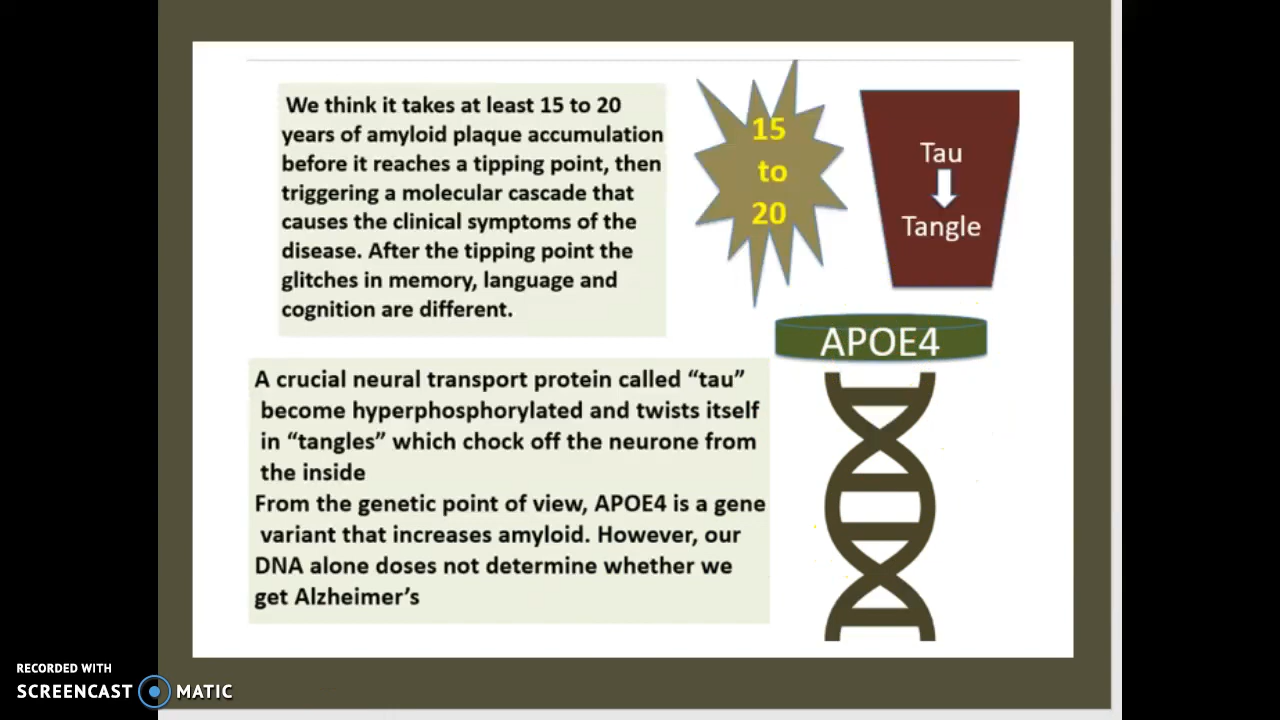 We think it takes at least 15 to 20
years of amyloid plaque accumulation
before it reaches a tipping point, then
triggering a molecular cascade that
causes the clinical symptoms of the
disease. After the tipping point the
glitches in memory, language and
cognition are different.
15
to
20
Tau
Tangle
APOE4
A crucial neural transport protein called “tau”
become hyperphosphorylated and twists itself
in “tangles” which chock off the neurone from
the inside
From the genetic point of view, APOE4 is a gene
variant that increases amyloid. However, our
DNA alone doses not determine whether we
get Alzheimer’s
RECORDED WITH
SCREENCAST MATIC